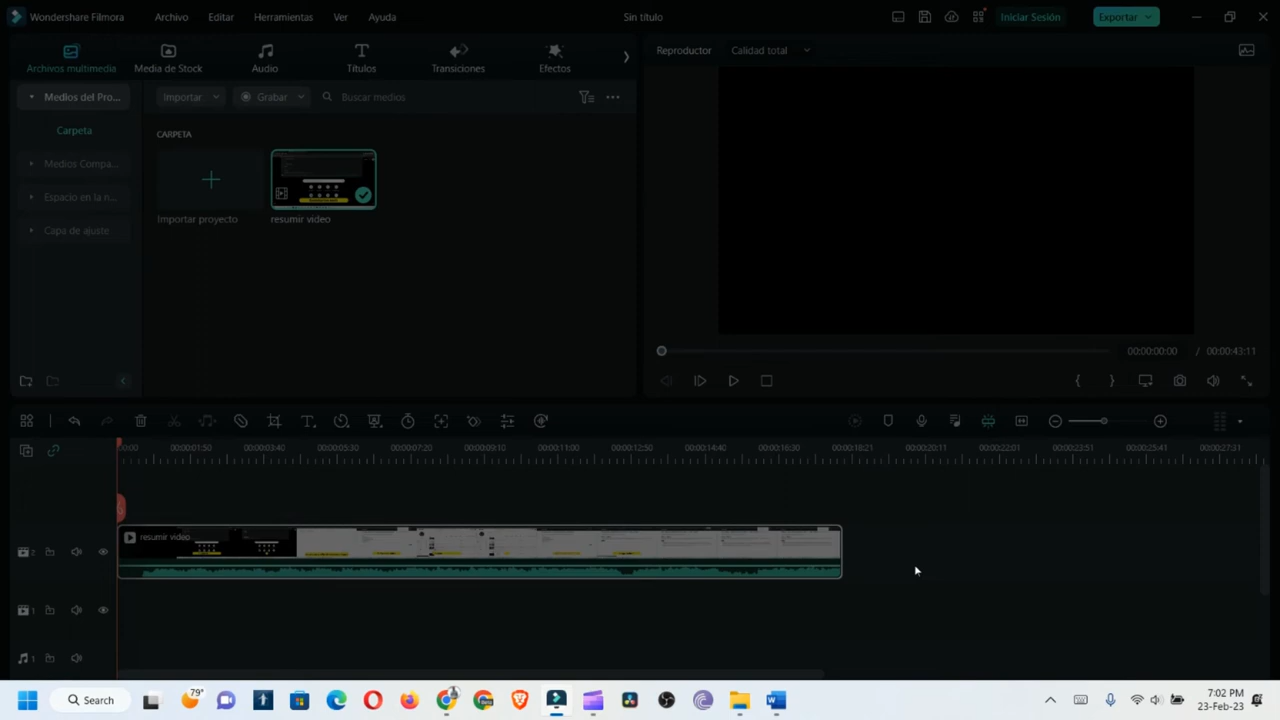 Wondershare Filmora Archivo Editar Herramientas Ver Ayuda Sin título Iniciar Sesión Exportar
Archivos multimedia Media de Stock Audio Títulos Transiciones Efectos Reproductor Calidad total
Medios del Pro... Importar Grabar Buscar medios
Carpeta CARPETA
Medios Compa...
Espacio en la n...
Importar proyecto resumir video
Capa de ajuste
00:00:00:00 / 00:00:43:11
00:00 00:00:01:50 00:00:03:40 00:00:05:30 00:00:07:20 00:00:09:10 00:00:11:00 00:00:12:50 00:00:14:40 00:00:16:30 00:00:18:21 00:00:20:11 00:00:22:01 00:00:23:51 00:00:25:41 00:00:27:31
resumir video
2
1
1
Search 79° 7:02 PM
23-Feb-23